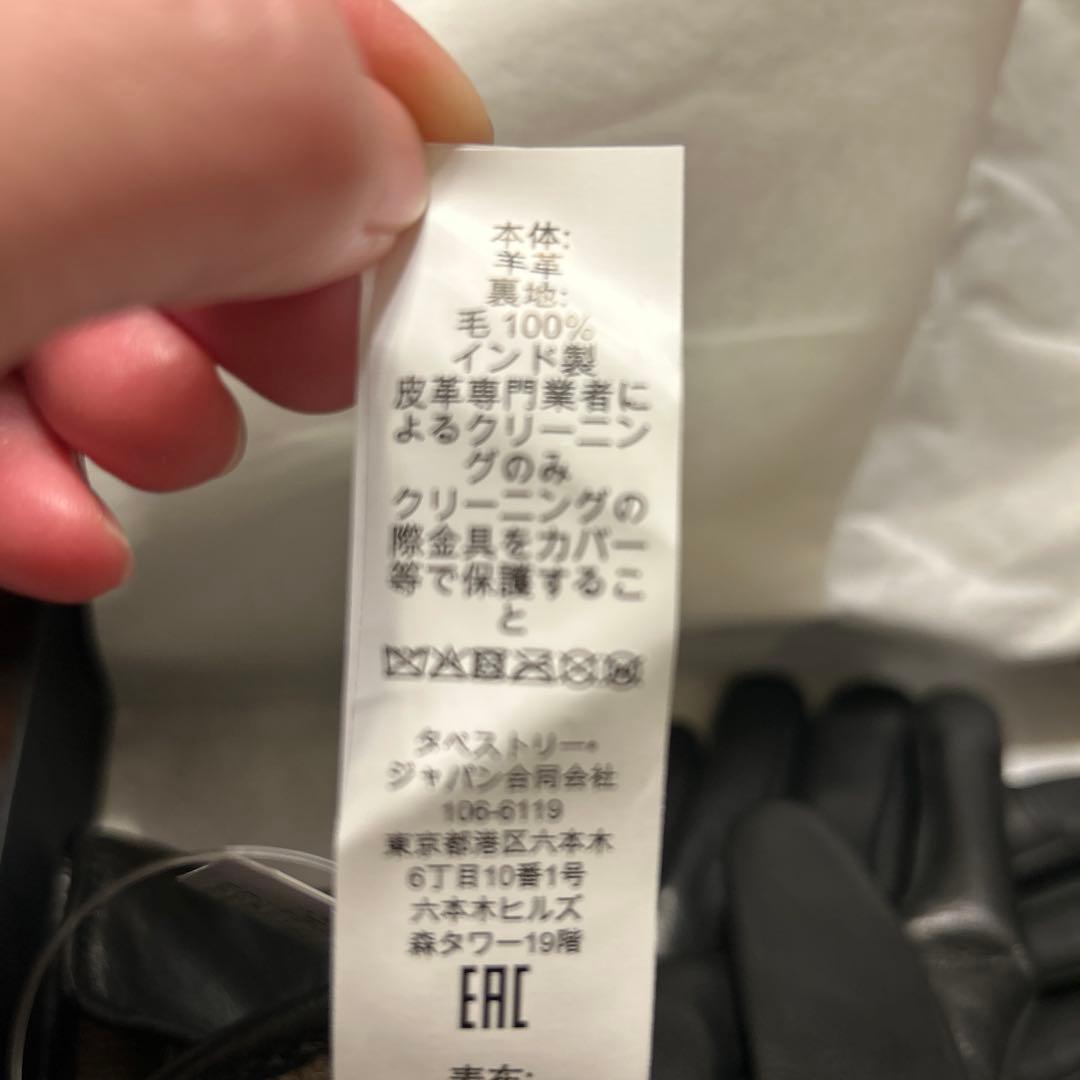 本体:
羊革
裏地:
毛 100%
インド製
皮革専門業者に
よるクリーニン
グのみ
クリーニングの
際金具をカバー
等で保護するこ
と
タペストリー・
ジャパン合同会社
106-6119
東京都港区六本木
6丁目10番1号
六本木ヒルズ
森タワー19階
EAC
表布: